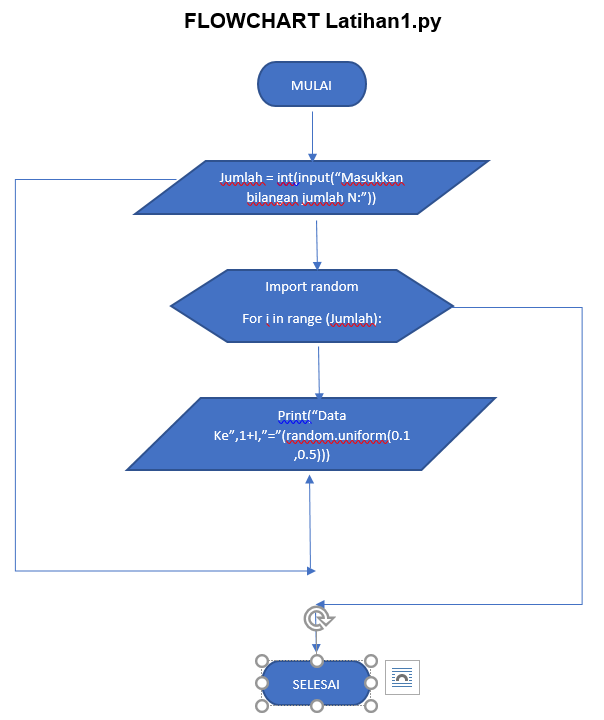 FLOWCHART Latihan1.py
MULAI
Jumlah = int(input(“Masukkan
bilangan jumlah N:”))
Import random
For i in range (Jumlah):
Print(“Data
Ke”,1+I,”=”(random.uniform(0.1
,0.5)))
SELESAI